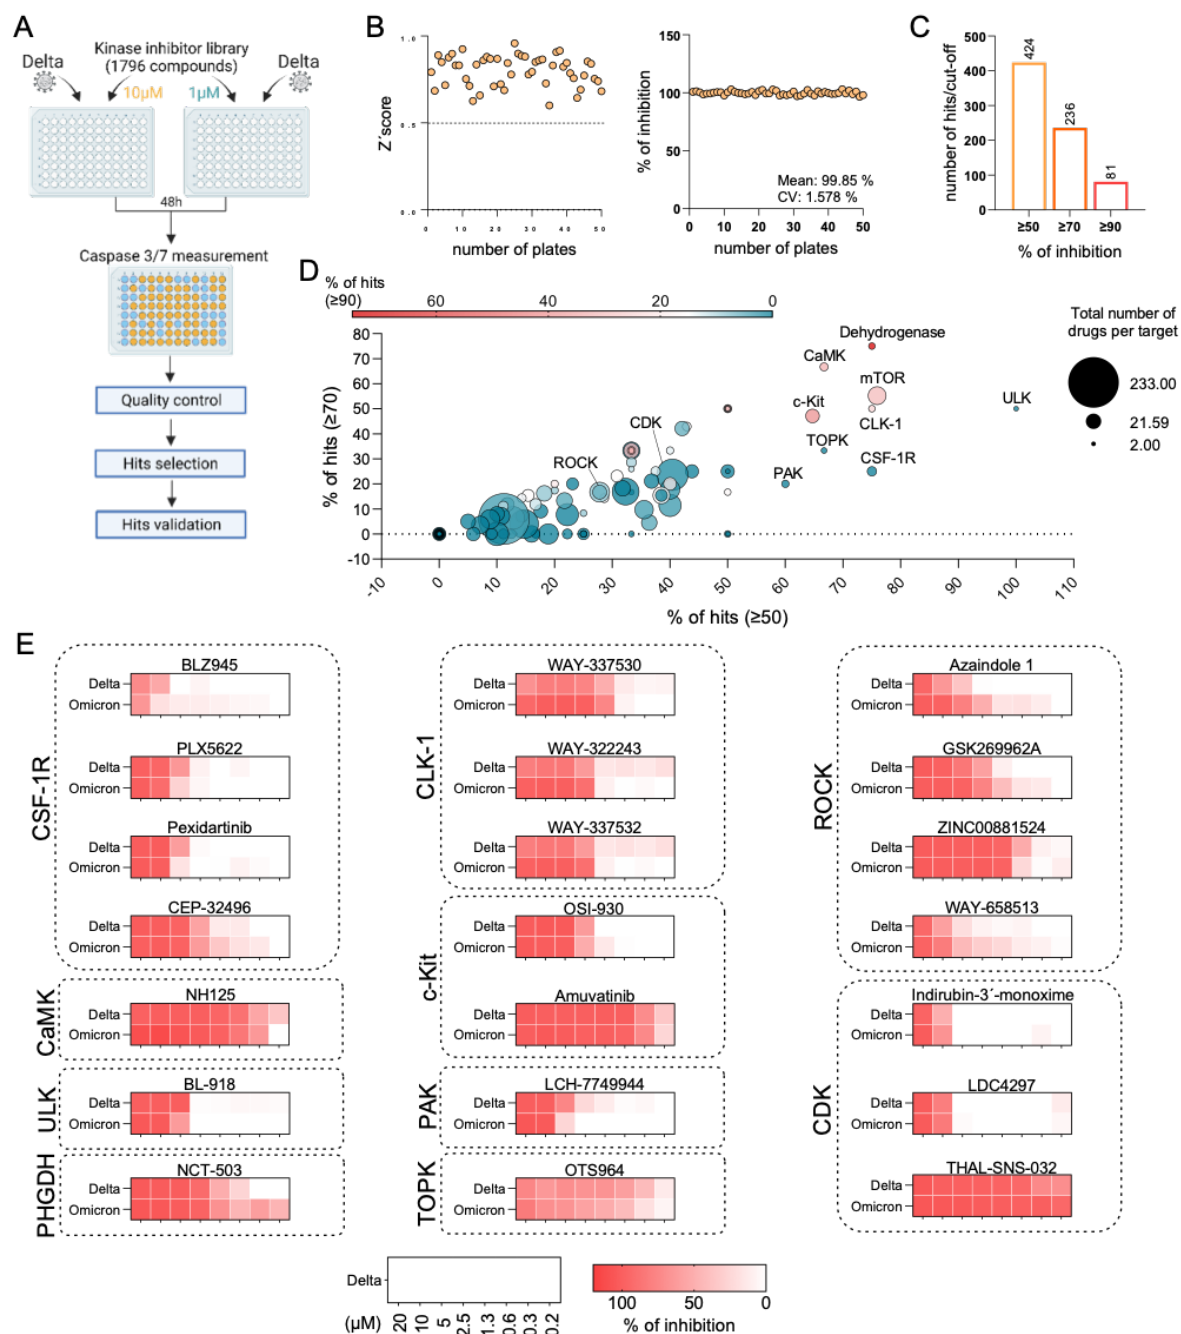 A
Delta
Kinase inhibitor library
(1796 compounds)
Delta
10µM
1µM
48h
Caspase 3/7 measurement
Quality control
Hits selection
Hits validation
B
Z´score
1.0
0.5
0.0
0 10 20 30 40 50
number of plates
% of inhibition
150
100
50
0
Mean: 99.85 %
CV: 1.578 %
0 10 20 30 40 50
number of plates
C
number of hits/cut-off
500
400
300
200
100
0
424
236
81
≥50 ≥70 ≥90
% of inhibition
D
% of hits
(≥90)
60 40 20 0
% of hits (≥70)
80
70
60
50
40
30
20
10
0
-10
Dehydrogenase
CaMK
mTOR
c-Kit
CLK-1
ULK
CDK
TOPK
ROCK
PAK
CSF-1R
-10 0 10 20 30 40 50 60 70 80 90 100 110
% of hits (≥50)
Total number of
drugs per target
233.00
21.59
2.00
E
CSF-1R
BLZ945
Delta
Omicron
PLX5622
Delta
Omicron
Pexidartinib
Delta
Omicron
CEP-32496
Delta
Omicron
CaMK
NH125
Delta
Omicron
ULK
BL-918
Delta
Omicron
PHGDH
NCT-503
Delta
Omicron
CLK-1
WAY-337530
Delta
Omicron
WAY-322243
Delta
Omicron
WAY-337532
Delta
Omicron
c-Kit
OSI-930
Delta
Omicron
Amuvatinib
Delta
Omicron
PAK
LCH-7749944
Delta
Omicron
TOPK
OTS964
Delta
Omicron
ROCK
Azaindole 1
Delta
Omicron
GSK269962A
Delta
Omicron
ZINC00881524
Delta
Omicron
WAY-658513
Delta
Omicron
CDK
Indirubin-3´-monoxime
Delta
Omicron
LDC4297
Delta
Omicron
THAL-SNS-032
Delta
Omicron
Delta
(µM)
20 10 5 2.5 1.3 0.6 0.3 0.2
100 50 0
% of inhibition